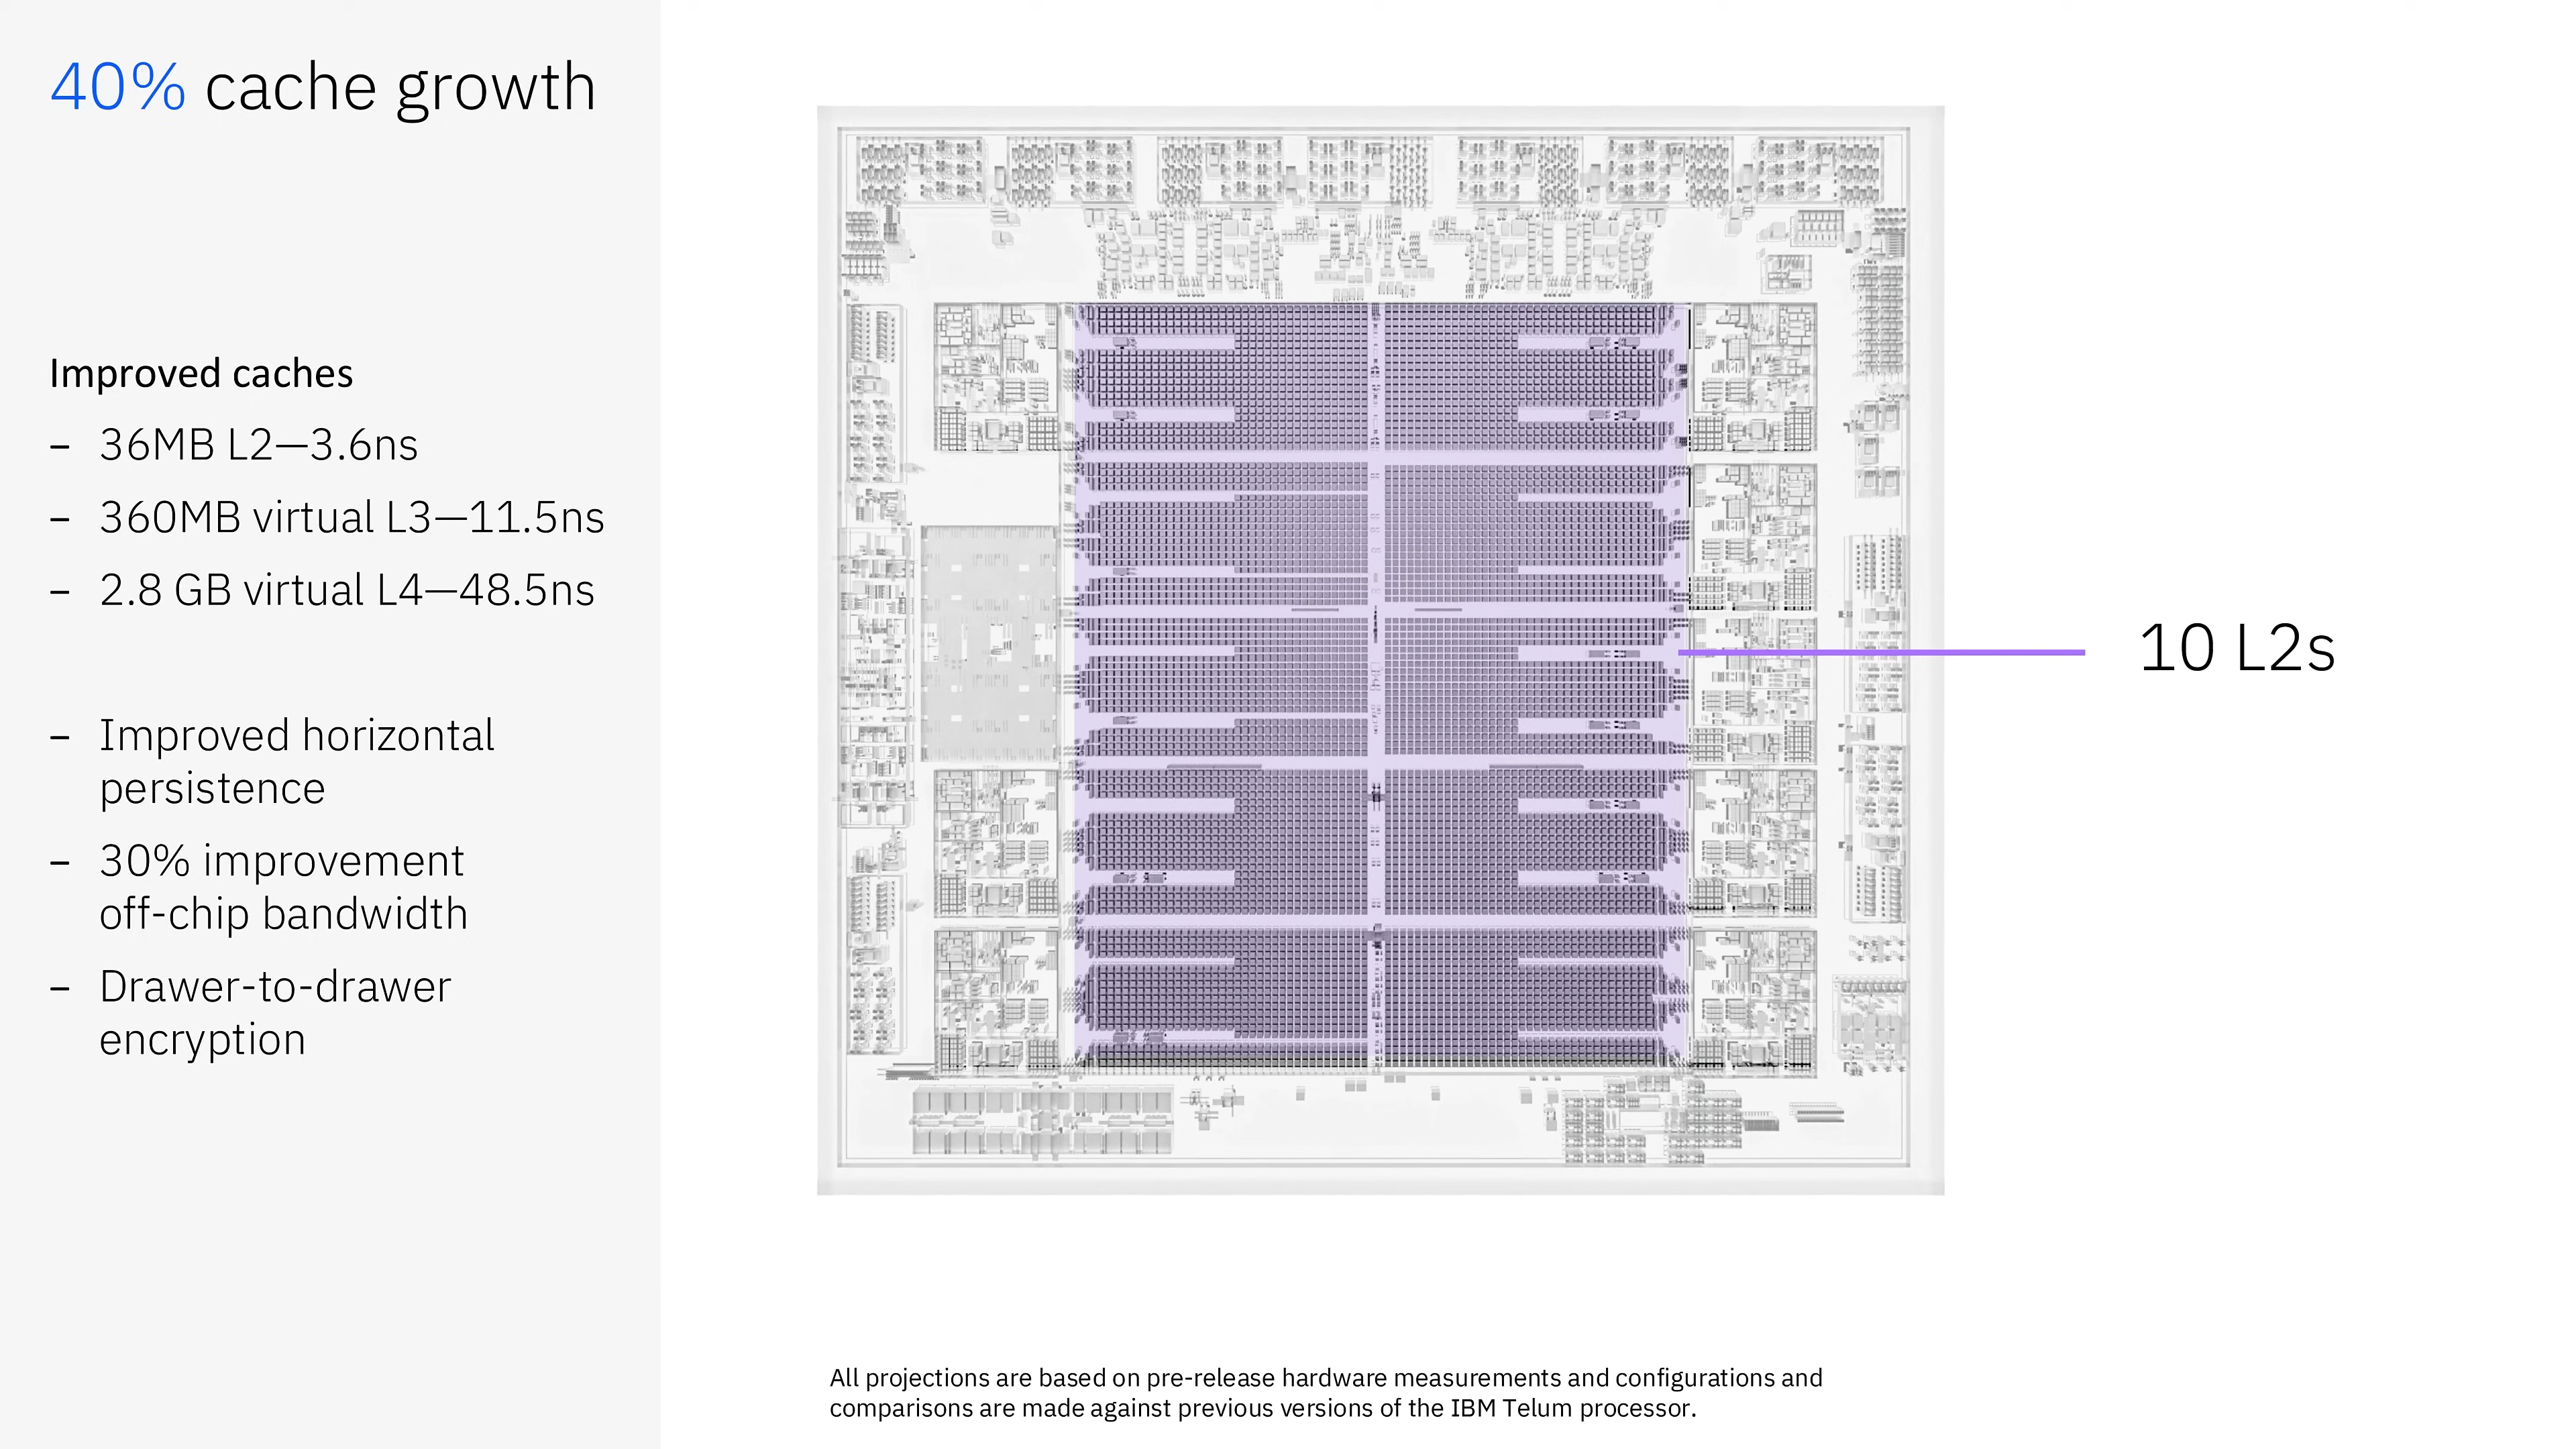 40% cache growth
Improved caches
– 36MB L2—3.6ns
– 360MB virtual L3—11.5ns
– 2.8 GB virtual L4—48.5ns
– Improved horizontal
persistence
– 30% improvement
off-chip bandwidth
– Drawer-to-drawer
encryption
10 L2s
All projections are based on pre-release hardware measurements and configurations and
comparisons are made against previous versions of the IBM Telum processor.